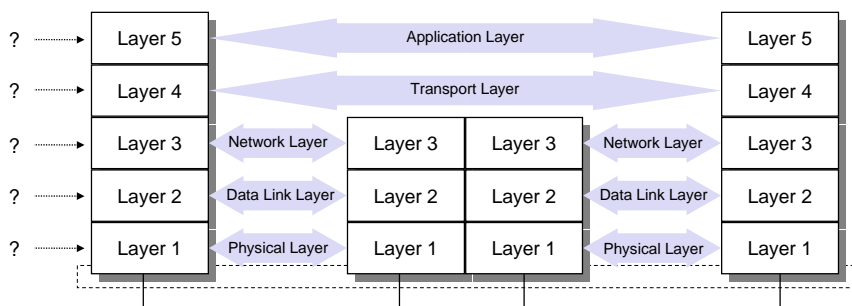 ? Layer 5 Application Layer Layer 5
? Layer 4 Transport Layer Layer 4
? Layer 3 Network Layer Layer 3 Layer 3 Network Layer Layer 3
? Layer 2 Data Link Layer Layer 2 Layer 2 Data Link Layer Layer 2
? Layer 1 Physical Layer Layer 1 Layer 1 Physical Layer Layer 1